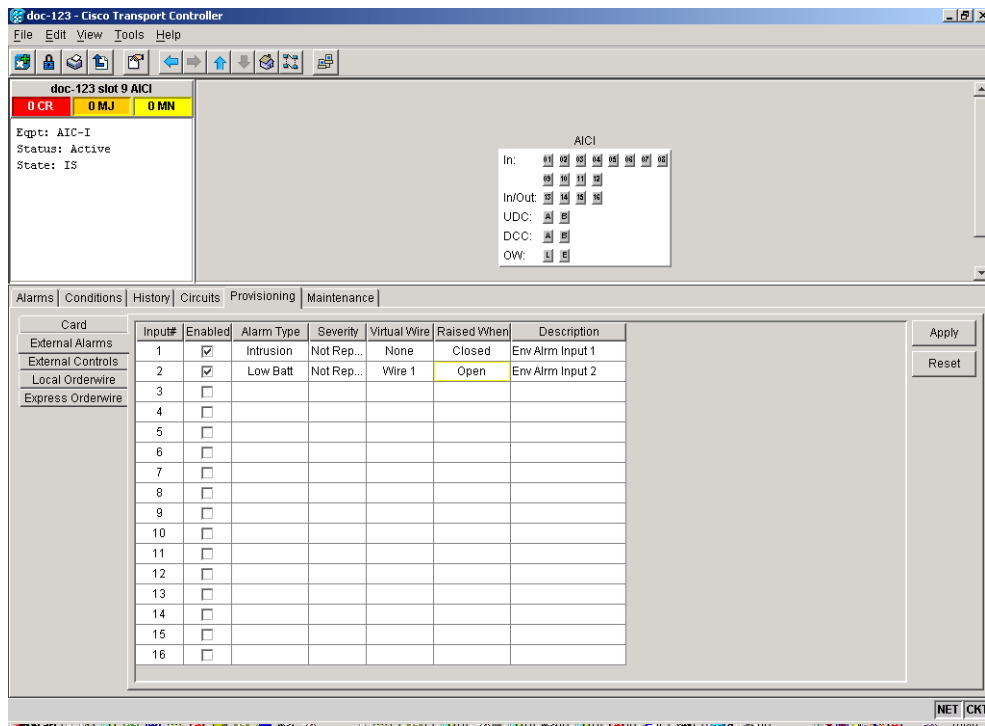 doc-123 - Cisco Transport Controller
File Edit View Tools Help
doc-123 slot 9 AICI
0 CR 0 MJ 0 MN
Eqpt: AIC-I
Status: Active
State: IS
AICI
In: 01 02 03 04 05 06 07 08
09 10 11 12
In/Out: 13 14 15 16
UDC: A B
DCC: A B
OW: L E
Alarms Conditions History Circuits Provisioning Maintenance
Card
External Alarms
External Controls
Local Orderwire
Express Orderwire
Input# Enabled Alarm Type Severity Virtual Wire Raised When Description
1 Intrusion Not Rep... None Closed Env Alrm Input 1
2 Low Batt Not Rep... Wire 1 Open Env Alrm Input 2
3
4
5
6
7
8
9
10
11
12
13
14
15
16
Apply
Reset
NET CKT